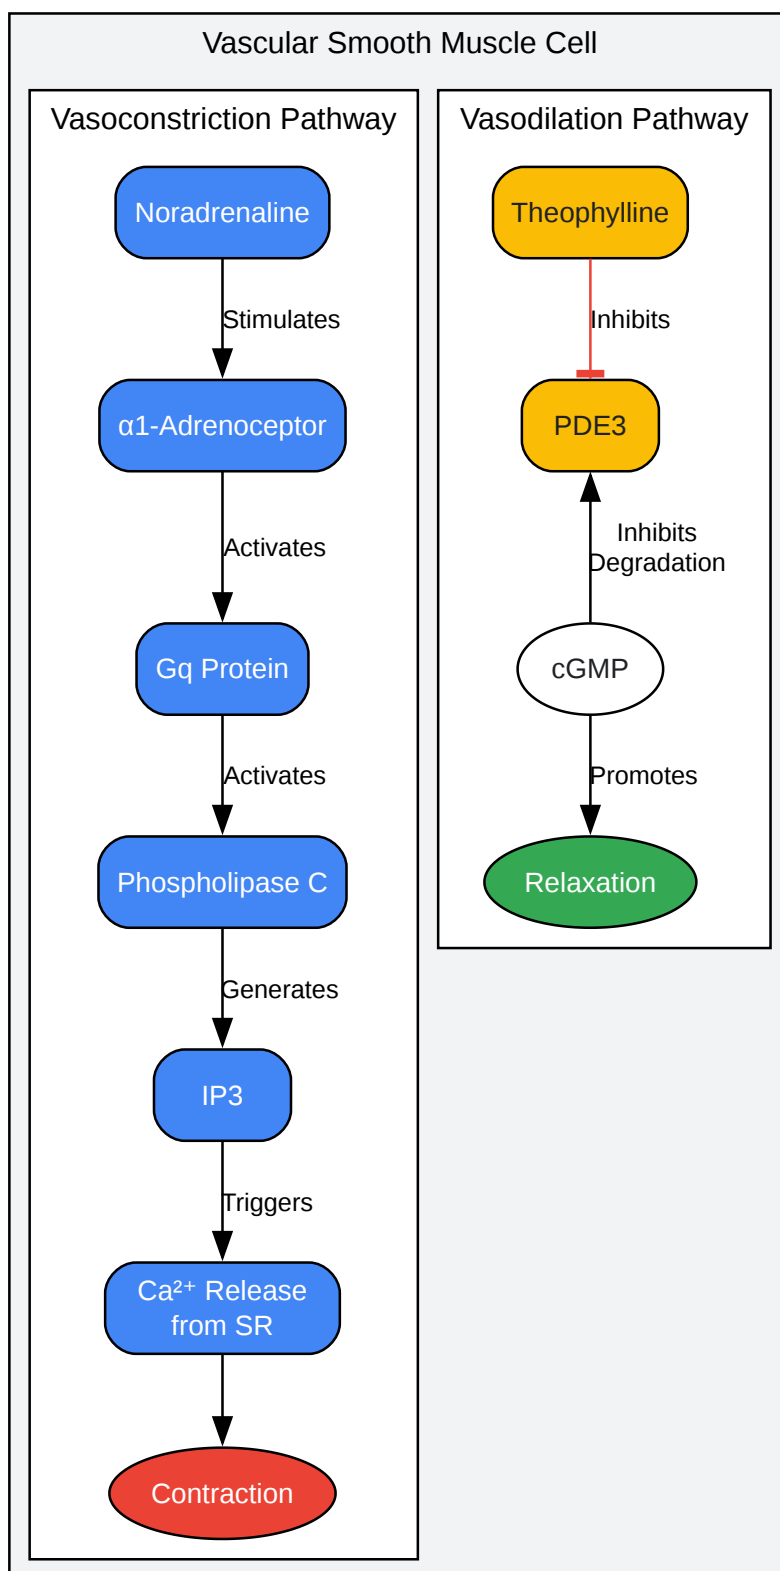 Vascular Smooth Muscle Cell
Vasoconstriction Pathway
Noradrenaline
Stimulates
α1-Adrenoceptor
Activates
Gq Protein
Activates
Phospholipase C
Generates
IP3
Triggers
Ca²⁺ Release
from SR
Contraction
Vasodilation Pathway
Theophylline
Inhibits
PDE3
Inhibits
Degradation
cGMP
Promotes
Relaxation